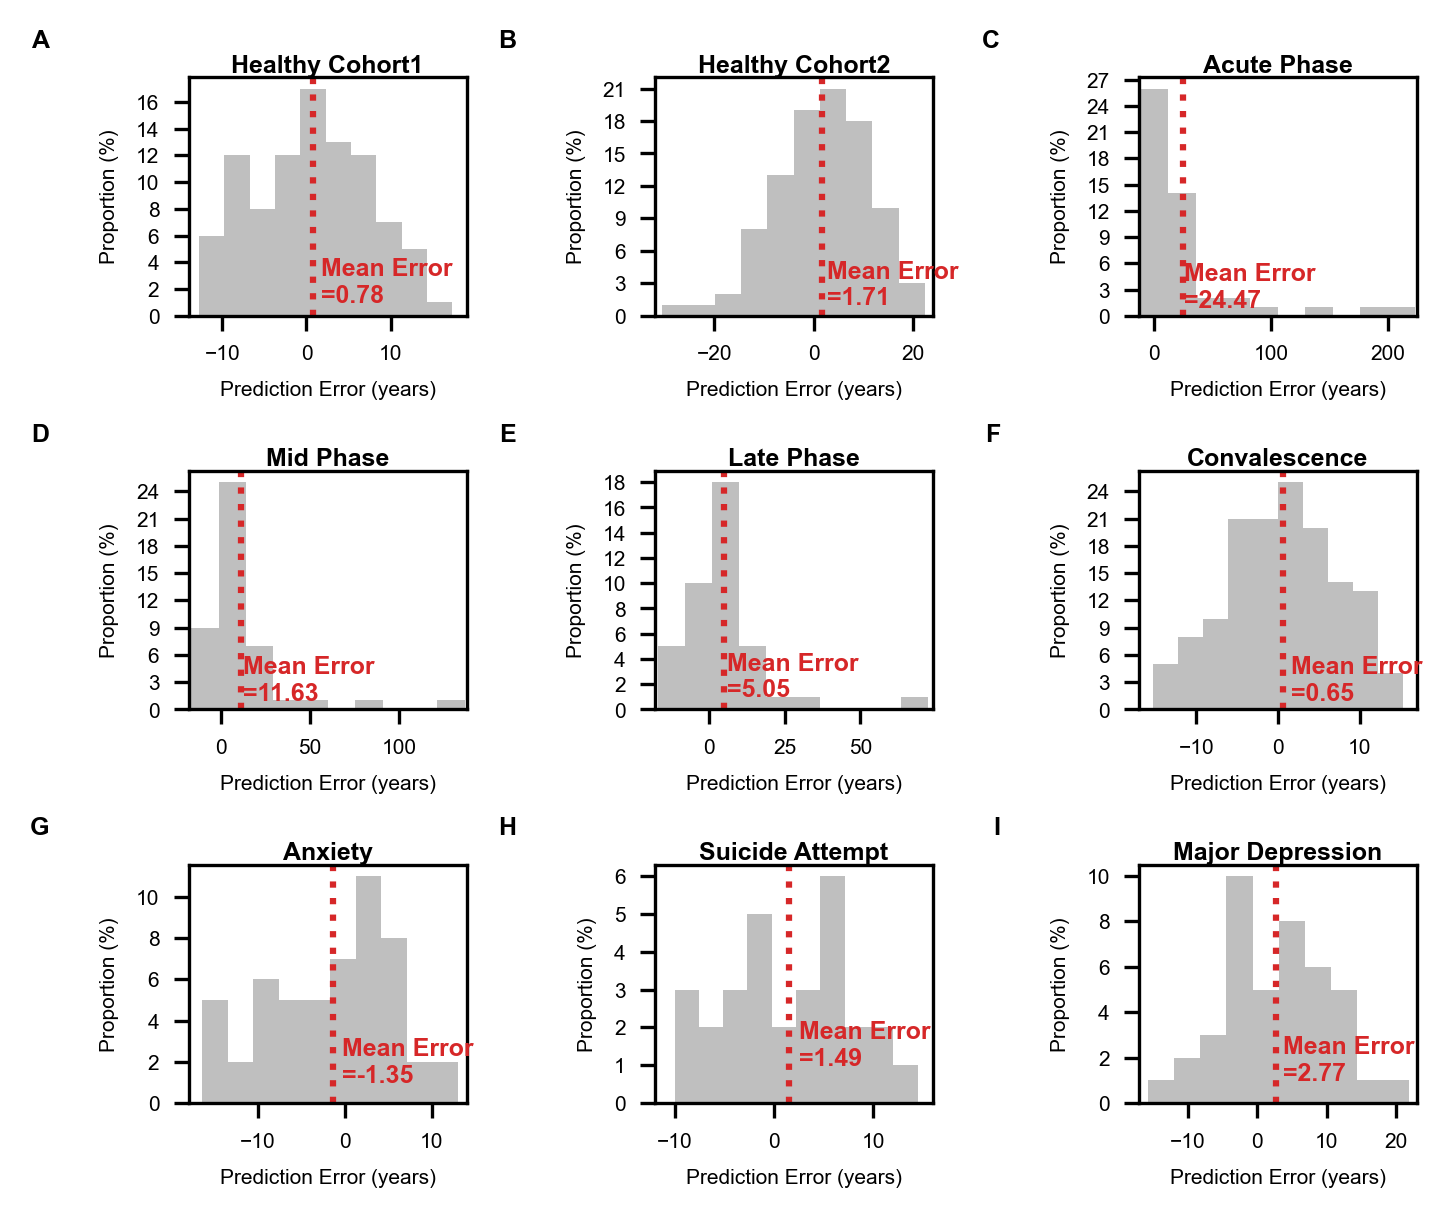 A
Healthy Cohort1
Proportion (%)
16
14
12
10
8
6
4
2
0
Mean Error
=0.78
−10
0
10
Prediction Error (years)
B
Healthy Cohort2
Proportion (%)
21
18
15
12
9
6
3
0
Mean Error
=1.71
−20
0
20
Prediction Error (years)
C
Acute Phase
Proportion (%)
27
24
21
18
15
12
9
6
3
0
Mean Error
=24.47
0
100
200
Prediction Error (years)
D
Mid Phase
Proportion (%)
24
21
18
15
12
9
6
3
0
Mean Error
=11.63
0
50
100
Prediction Error (years)
E
Late Phase
Proportion (%)
18
16
14
12
10
8
6
4
2
0
Mean Error
=5.05
0
25
50
Prediction Error (years)
F
Convalescence
Proportion (%)
24
21
18
15
12
9
6
3
0
Mean Error
=0.65
−10
0
10
Prediction Error (years)
G
Anxiety
Proportion (%)
10
8
6
4
2
0
Mean Error
=-1.35
−10
0
10
Prediction Error (years)
H
Suicide Attempt
Proportion (%)
6
5
4
3
2
1
0
Mean Error
=1.49
−10
0
10
Prediction Error (years)
I
Major Depression
Proportion (%)
10
8
6
4
2
0
Mean Error
=2.77
−10
0
10
20
Prediction Error (years)